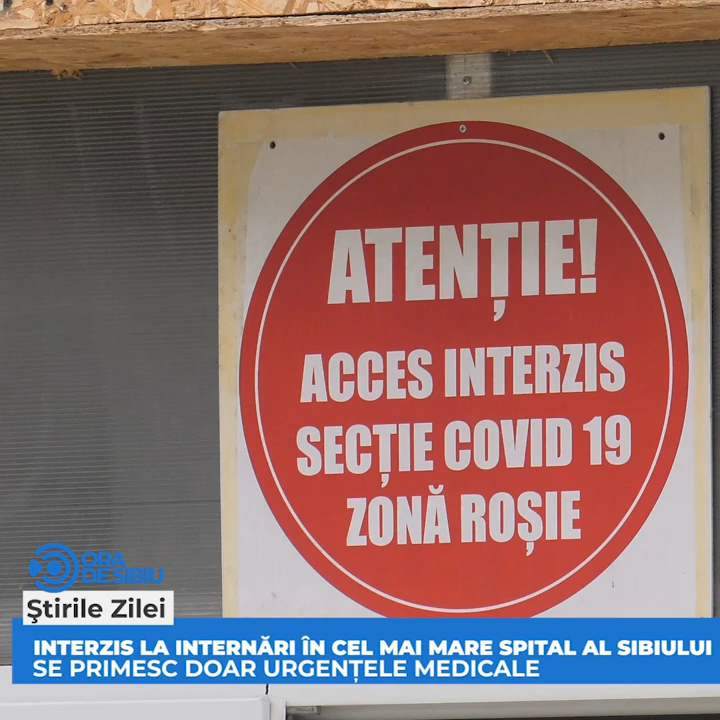 ATENȚIE!
ACCES INTERZIS
SECȚIE COVID 19
ZONĂ ROȘIE
ORA
DE SIBIU
Ştirile Zilei
INTERZIS LA INTERNĂRI ÎN CEL MAI MARE SPITAL AL SIBIULUI
SE PRIMESC DOAR URGENȚELE MEDICALE